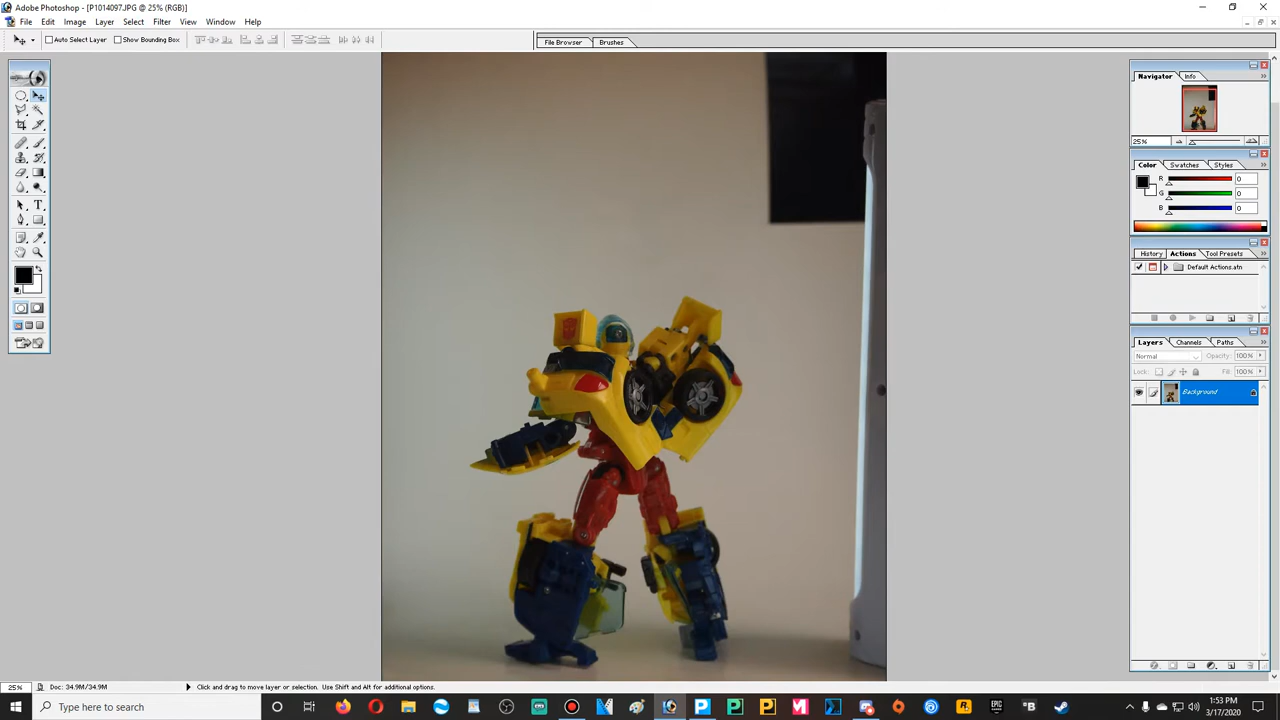 Adobe Photoshop - [P1014097.JPG @ 25% (RGB)]
File Edit Image Layer Select Filter View Window Help
Auto Select Layer Show Bounding Box File Browser Brushes
Navigator Info
25%
Color Swatches Styles
R 0
G 0
B 0
History Actions Tool Presets
Default Actions.atn
Layers Channels Paths
Normal Opacity: 100%
Lock: Fill: 100%
Background
25% Doc: 34.9M/34.9M Click and drag to move layer or selection. Use Shift and Alt for additional options.
Type here to search
1:53 PM
3/17/2020